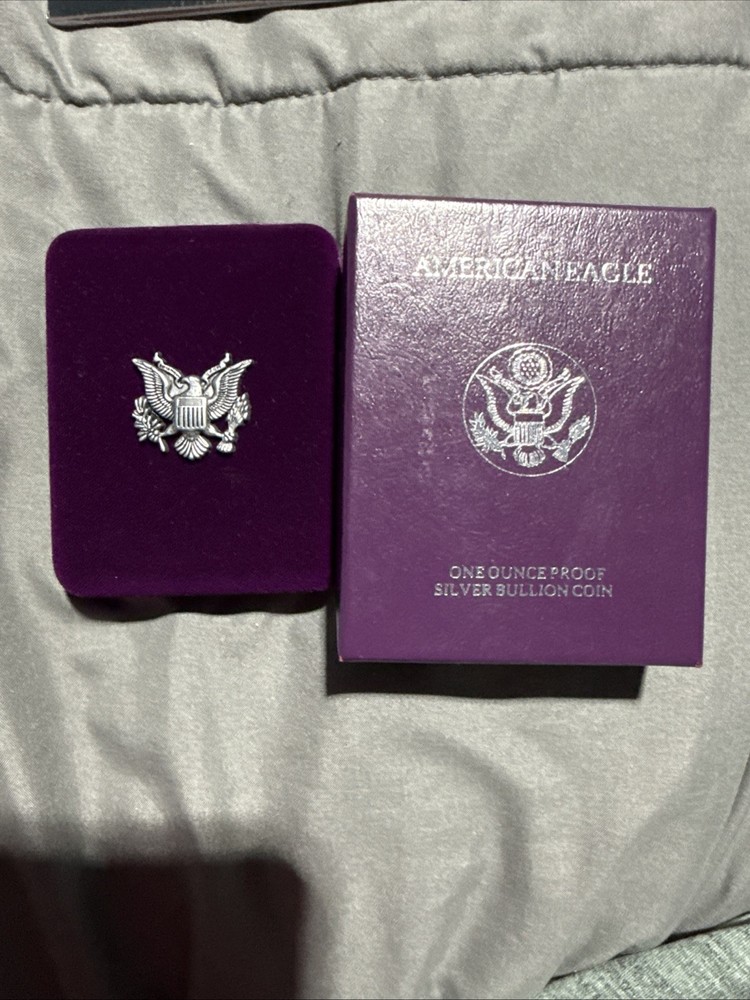 AMERICAN EAGLE
ONE OUNCE PROOF
SILVER BULLION COIN